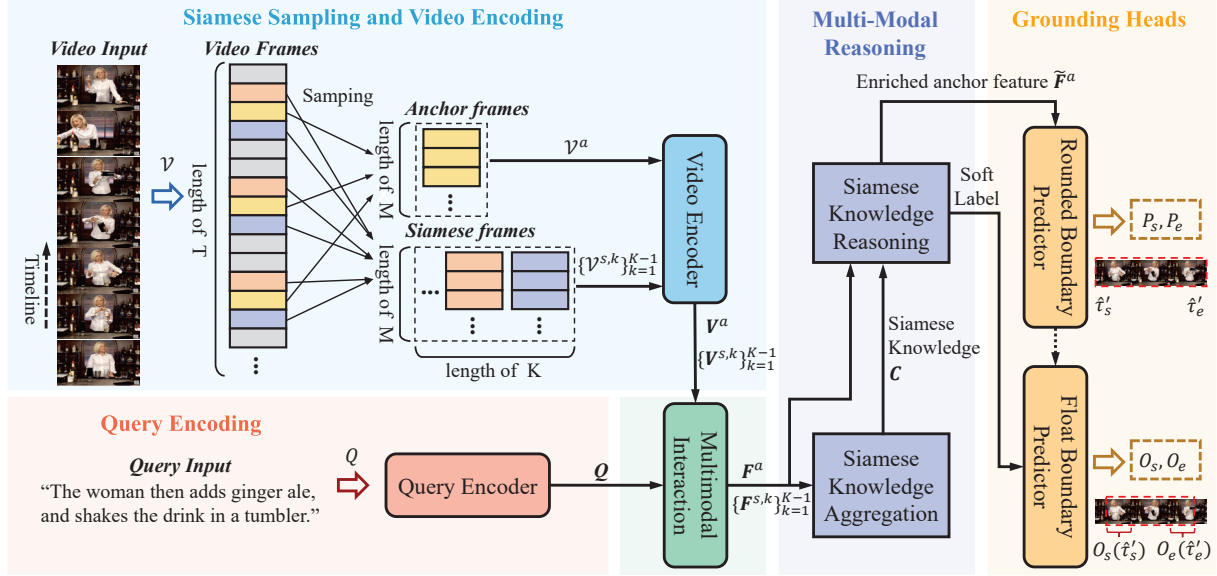 Siamese Sampling and Video Encoding
Video Input
Video Frames
Samping
Anchor frames
𝒱
𝒱ᵃ
length of T
length of M
Siamese frames
length of M
{𝒱^{s,k}}_{k=1}^{K−1}
length of K
Timeline
Video Encoder
V^a
{V^{s,k}}_{k=1}^{K−1}
Query Encoding
Query Input
“The woman then adds ginger ale,
and shakes the drink in a tumbler.”
Q
Query Encoder
Q
Multimodal
Interaction
F^a
{F^{s,k}}_{k=1}^{K−1}
Multi-Modal
Reasoning
Enriched anchor feature F̃^a
Siamese
Knowledge
Reasoning
Soft
Label
Siamese
Knowledge
C
Siamese
Knowledge
Aggregation
Grounding Heads
Rounded Boundary
Predictor
P_s, P_e
τ̂′_s
τ̂′_e
Float Boundary
Predictor
O_s, O_e
O_s(τ̂′_s)
O_e(τ̂′_e)